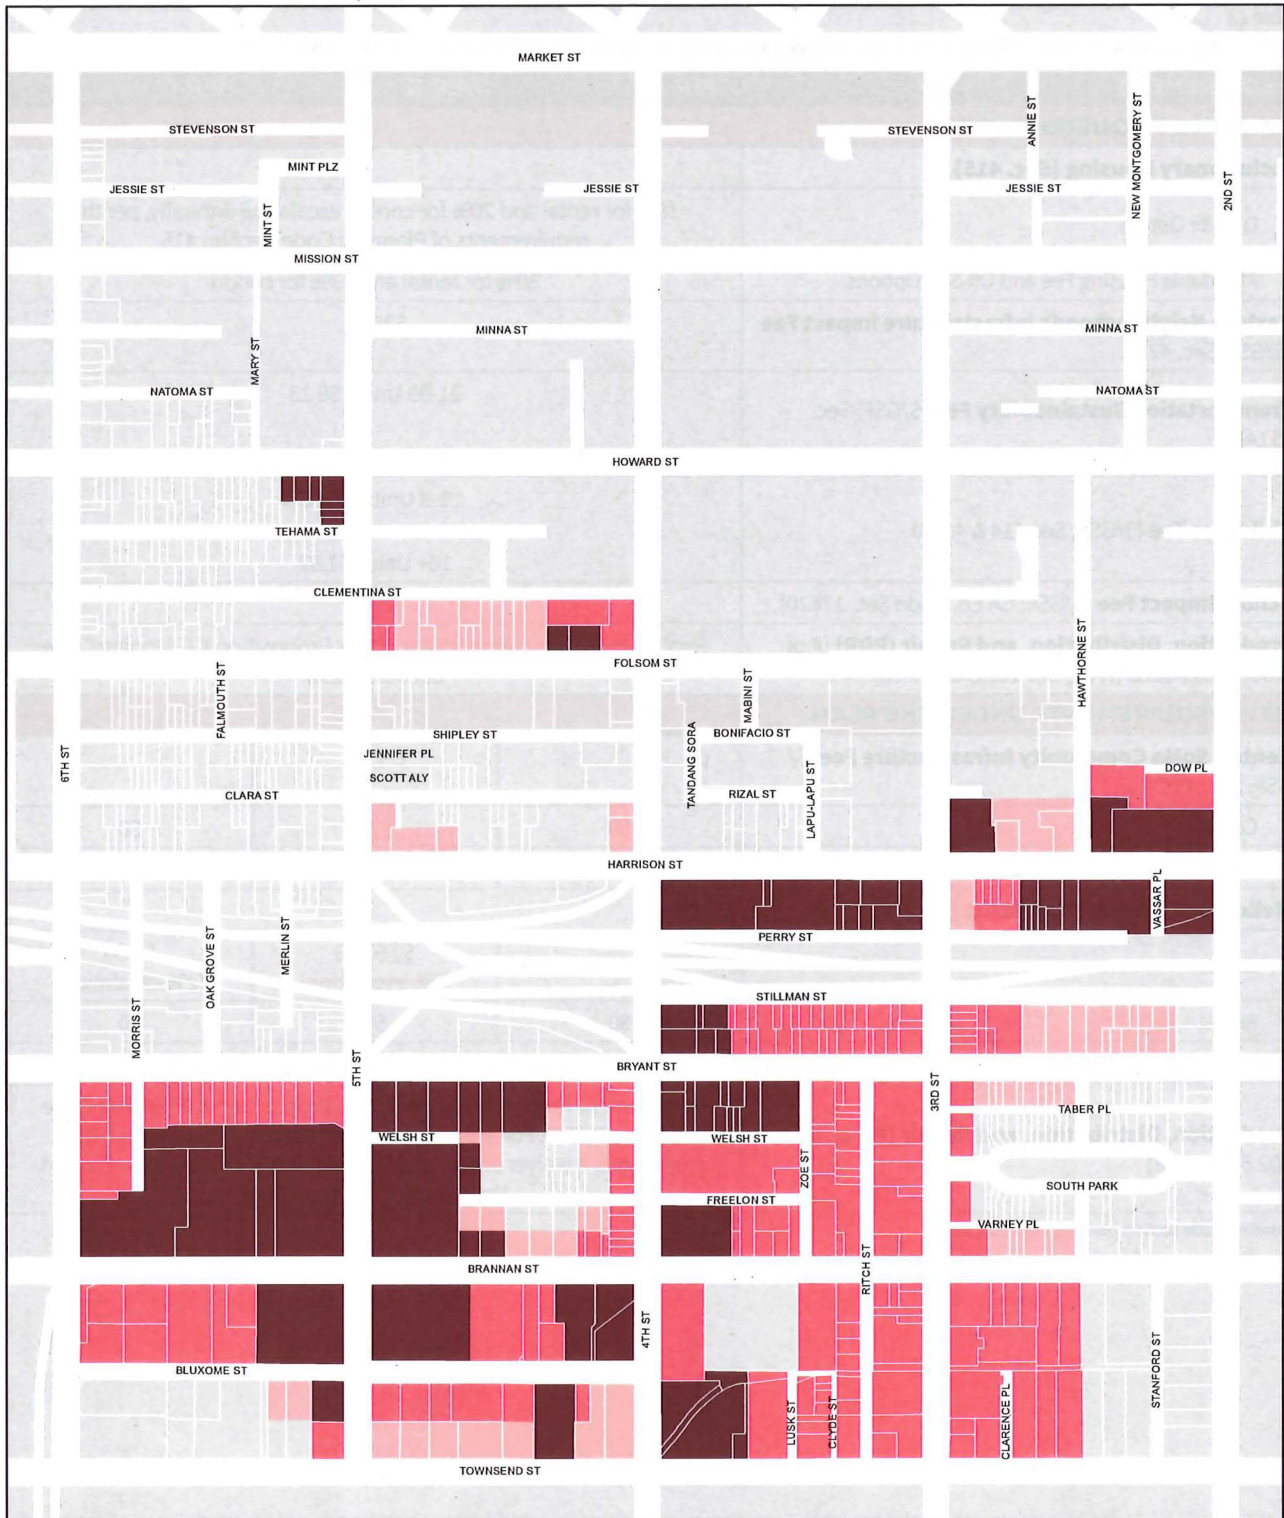 MARKET ST
STEVENSON ST
STEVENSON ST
ANNIE ST
NEW MONTGOMERY ST
MINT PLZ
JESSIE ST
JESSIE ST
JESSIE ST
2ND ST
MINT ST
MISSION ST
MINNA ST
MINNA ST
MARY ST
NATOMA ST
NATOMA ST
HOWARD ST
TEHAMA ST
CLEMENTINA ST
HAWTHORNE ST
FOLSOM ST
FALMOUTH ST
MABINI ST
SHIPLEY ST
BONIFACIO ST
6TH ST
JENNIFER PL
TANDANG SORA
DOW PL
SCOTT ALY
CLARA ST
RIZAL ST
LAPU-LAPU ST
HARRISON ST
VASSAR PL
PERRY ST
OAK GROVE ST
MERLIN ST
STILLMAN ST
MORRIS ST
5TH ST
BRYANT ST
3RD ST
TABER PL
WELSH ST
WELSH ST
ZOE ST
SOUTH PARK
FREELON ST
VARNEY PL
BRANNAN ST
RITCH ST
4TH ST
BLUXOME ST
STANFORD ST
LUSK ST
CLYDE ST
CLARENCE PL
TOWNSEND ST